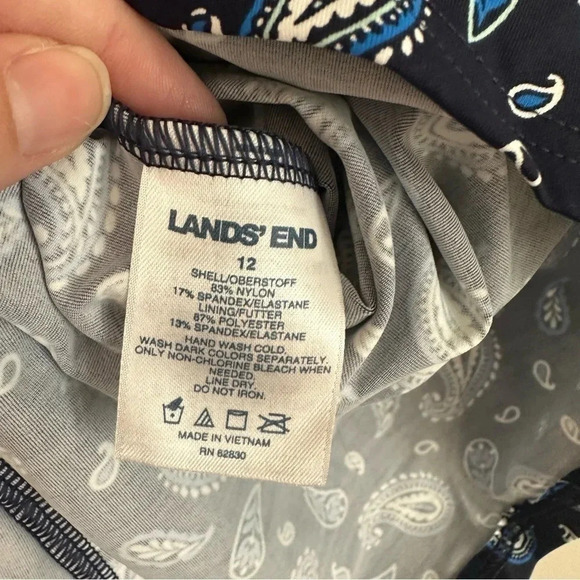 LANDS' END
12
SHELL/OBERSTOFF
83% NYLON
17% SPANDEX/ELASTANE
LINING/FUTTER
87% POLYESTER
13% SPANDEX/ELASTANE
HAND WASH COLD.
WASH DARK COLORS SEPARATELY.
ONLY NON-CHLORINE BLEACH WHEN
NEEDED.
LINE DRY.
DO NOT IRON.
MADE IN VIETNAM
RN 62830